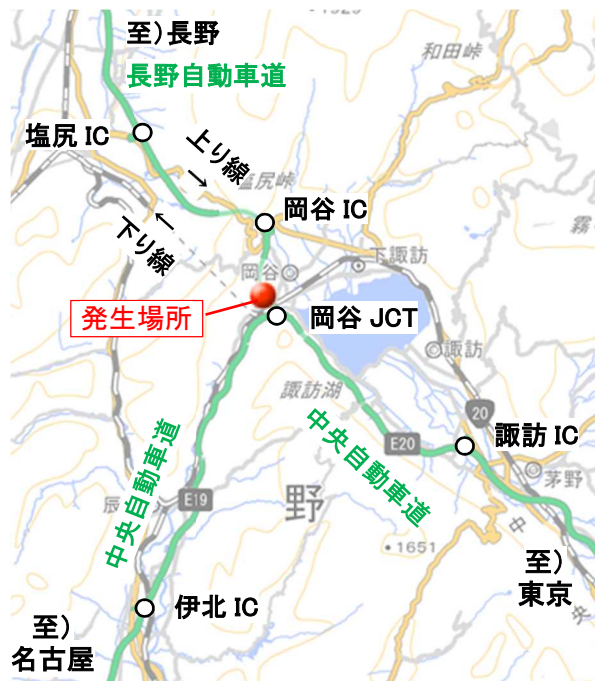 至）長野
長野自動車道
和田峠
塩尻 IC
上り線
→
塩尻峠
岡谷 IC
←
下り線
下諏訪
霧
岡谷
発生場所
岡谷 JCT
諏訪
諏訪湖
20
中央自動車道
E20
諏訪 IC
茅野
中央自動車道
E19
辰
野
中
1651
至）
東京
央
伊北 IC
至）
名古屋